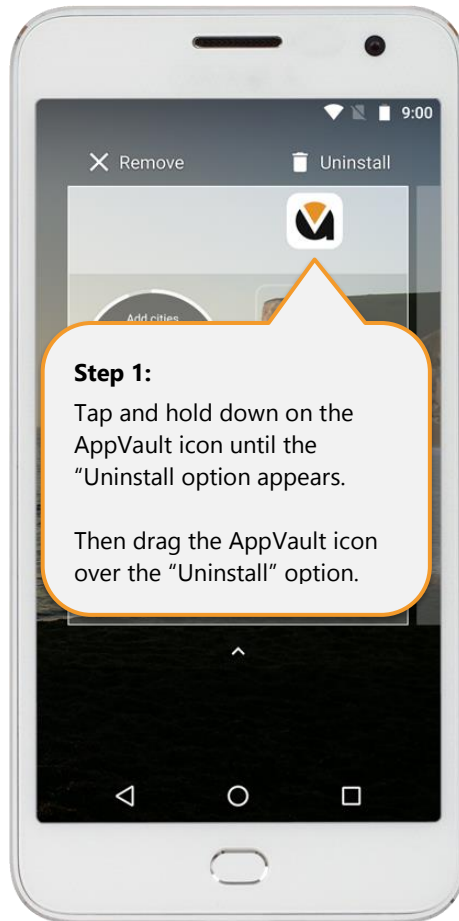 9:00
Remove
Uninstall
Add cities
Step 1:
Tap and hold down on the
AppVault icon until the
“Uninstall option appears.
Then drag the AppVault icon
over the “Uninstall” option.